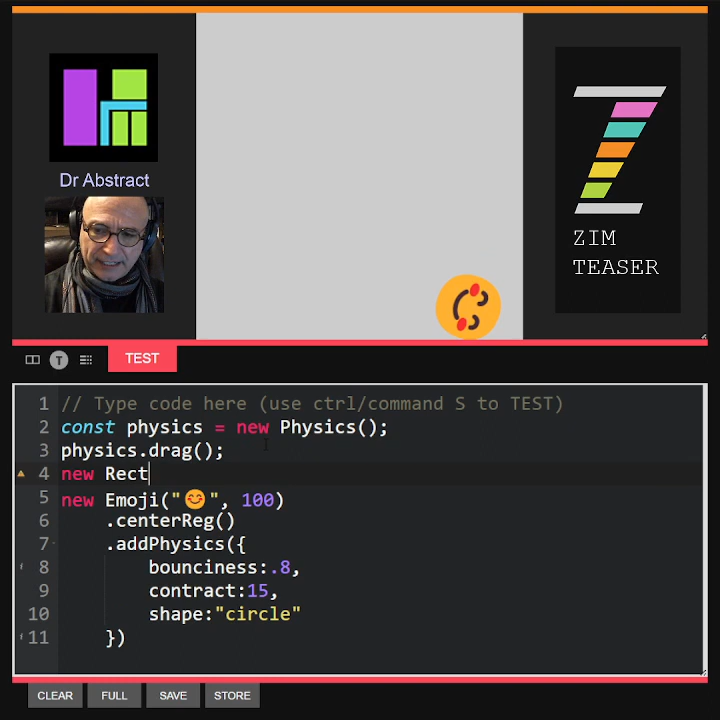 Dr Abstract
ZIM
TEASER
T
TEST
1 // Type code here (use ctrl/command S to TEST)
2 const physics = new Physics();
3 physics.drag();
4 new Rect
5 new Emoji("😊", 100)
6 .centerReg()
7 .addPhysics({
8 bounciness:.8,
9 contract:15,
10 shape:"circle"
11 })
CLEAR
FULL
SAVE
STORE